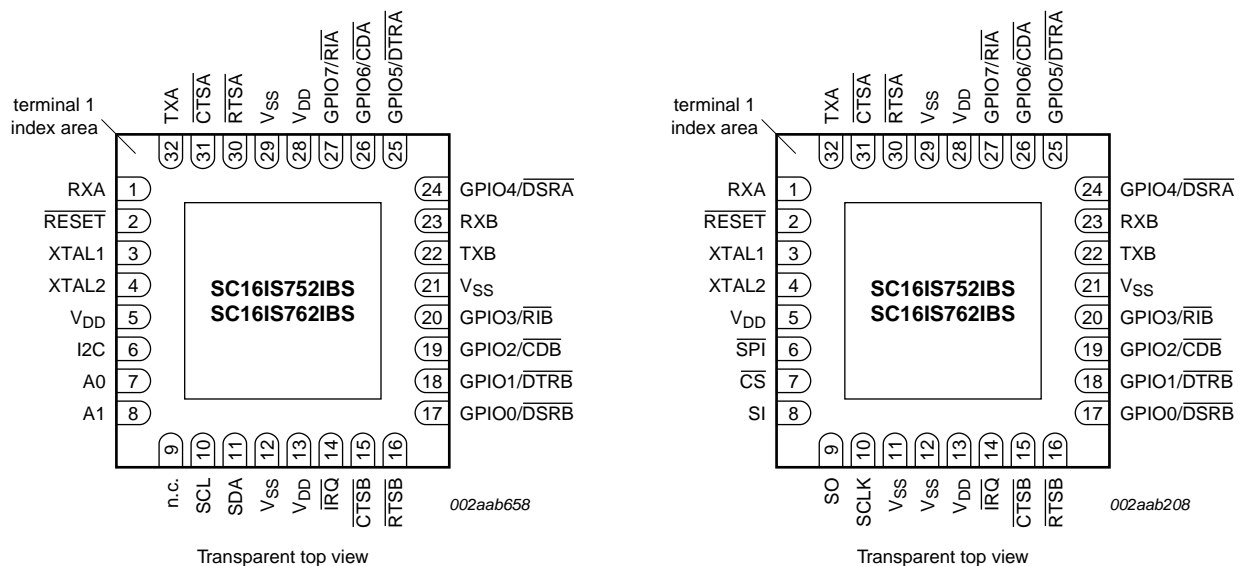 terminal 1
index area
TXA
CTSA
RTSA
VSS
VDD
GPIO7/RIA
GPIO6/CDA
GPIO5/DTRA
32
31
30
29
28
27
26
25
RXA 1
RESET 2
XTAL1 3
XTAL2 4
VDD 5
I2C 6
A0 7
A1 8
SC16IS752IBS
SC16IS762IBS
24 GPIO4/DSRA
23 RXB
22 TXB
21 VSS
20 GPIO3/RIB
19 GPIO2/CDB
18 GPIO1/DTRB
17 GPIO0/DSRB
9
10
11
12
13
14
15
16
n.c.
SCL
SDA
VSS
VDD
IRQ
CTSB
RTSB
002aab658
Transparent top view
terminal 1
index area
TXA
CTSA
RTSA
VSS
VDD
GPIO7/RIA
GPIO6/CDA
GPIO5/DTRA
32
31
30
29
28
27
26
25
RXA 1
RESET 2
XTAL1 3
XTAL2 4
VDD 5
SPI 6
CS 7
SI 8
SC16IS752IBS
SC16IS762IBS
24 GPIO4/DSRA
23 RXB
22 TXB
21 VSS
20 GPIO3/RIB
19 GPIO2/CDB
18 GPIO1/DTRB
17 GPIO0/DSRB
9
10
11
12
13
14
15
16
SO
SCLK
VSS
VSS
VDD
IRQ
CTSB
RTSB
002aab208
Transparent top view